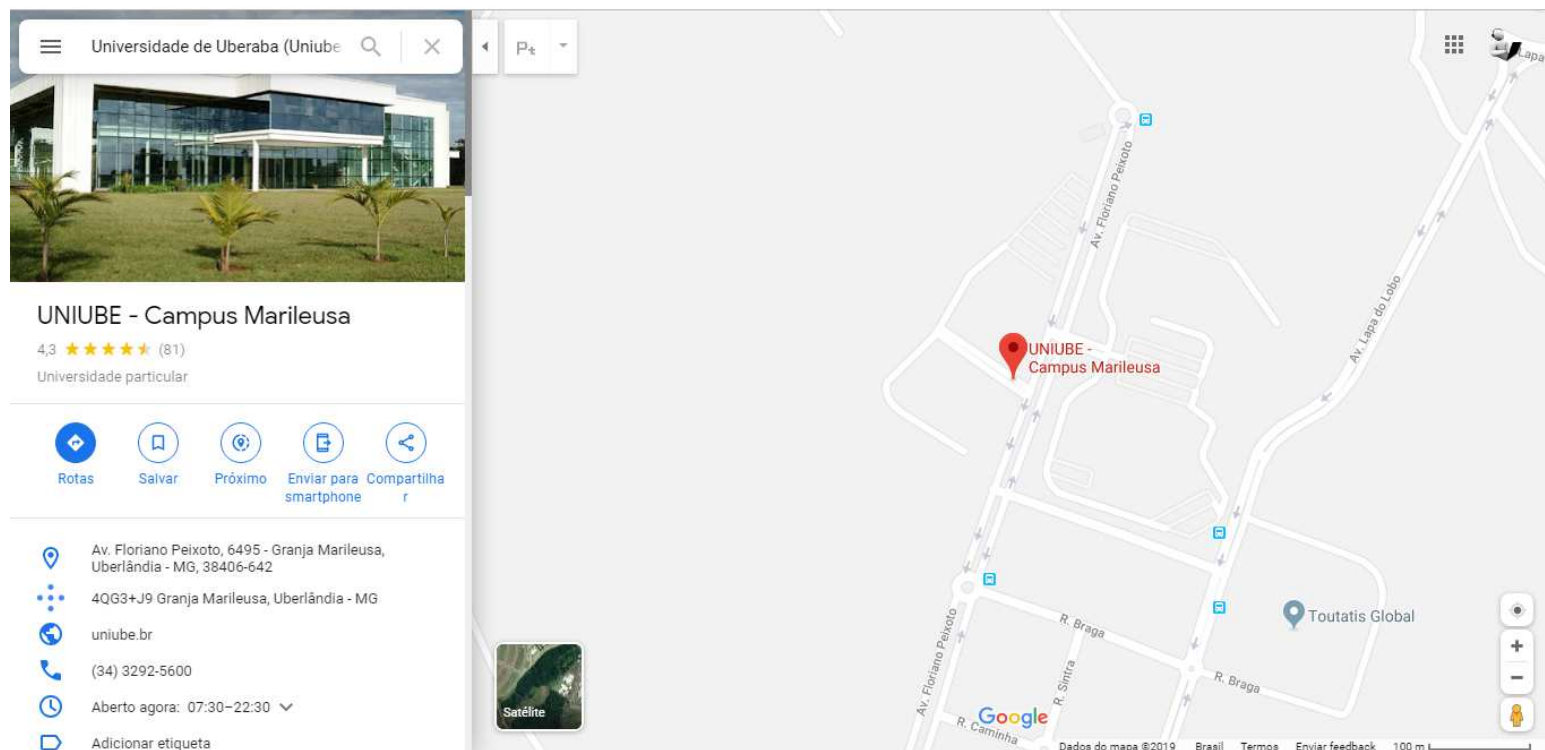 Universidade de Uberaba (Uniube
UNIUBE - Campus Marileusa
4,3 (81)
Universidade particular
Rotas
Salvar
Próximo
Enviar para
smartphone
Compartilha
r
Av. Floriano Peixoto, 6495 - Granja Marileusa,
Uberlândia - MG, 38406-642
4QG3+J9 Granja Marileusa, Uberlândia - MG
uniube.br
(34) 3292-5600
Aberto agora: 07:30–22:30
Adicionar etiqueta
Lapa
Av. Floriano Peixoto
Av. Lapa do Lobo
UNIUBE -
Campus Marileusa
Toutatis Global
R. Braga
R. Braga
Av. Floriano Peixoto
R. Sintra
R. Caminha
Satélite
Google
Dados do mapa ©2019 Brasil Termos Enviar feedback 100 m